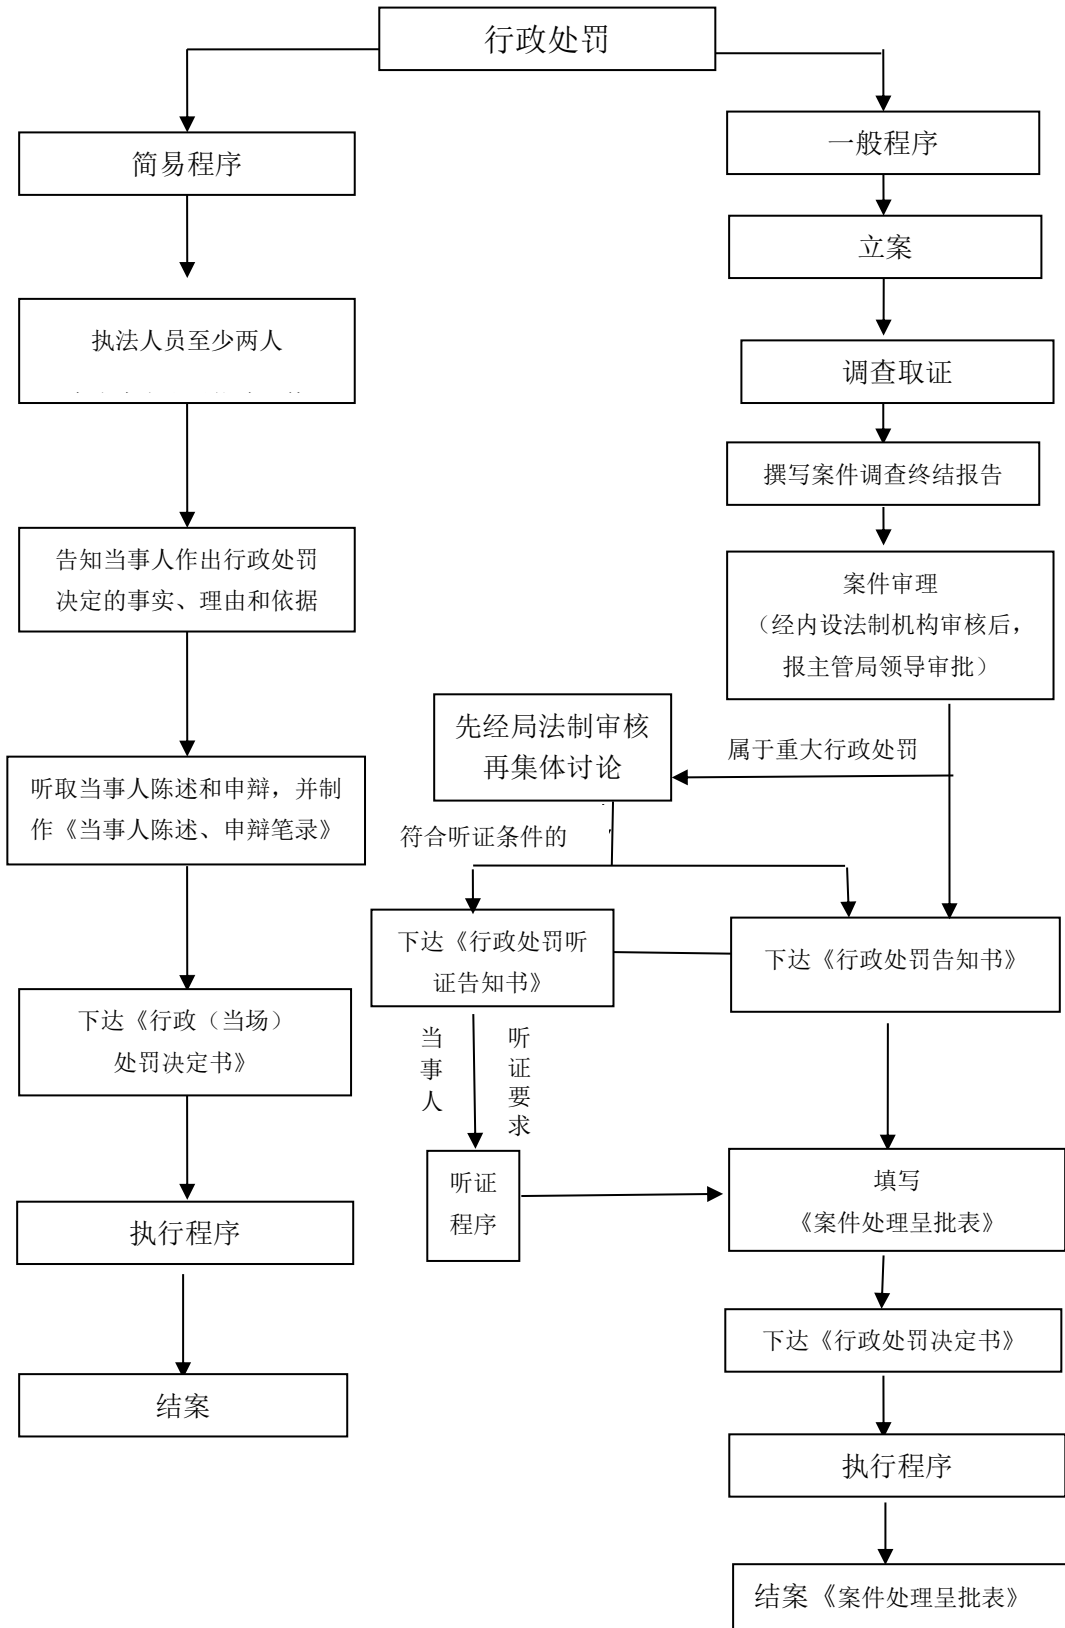 行政处罚
简易程序
执法人员至少两人
告知当事人作出行政处罚
决定的事实、理由和依据
听取当事人陈述和申辩，并制
作《当事人陈述、申辩笔录》
下达《行政（当场）
处罚决定书》
执行程序
结案
一般程序
立案
调查取证
撰写案件调查终结报告
案件审理
（经内设法制机构审核后，
报主管局领导审批）
属于重大行政处罚
先经局法制审核
再集体讨论
符合听证条件的
下达《行政处罚听
证告知书》
下达《行政处罚告知书》
当事人
听证要求
听证
程序
填写
《案件处理呈批表》
下达《行政处罚决定书》
执行程序
结案《案件处理呈批表》